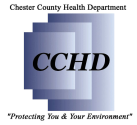 Chester County Health Department
CCHD
"Protecting You & Your Environment"